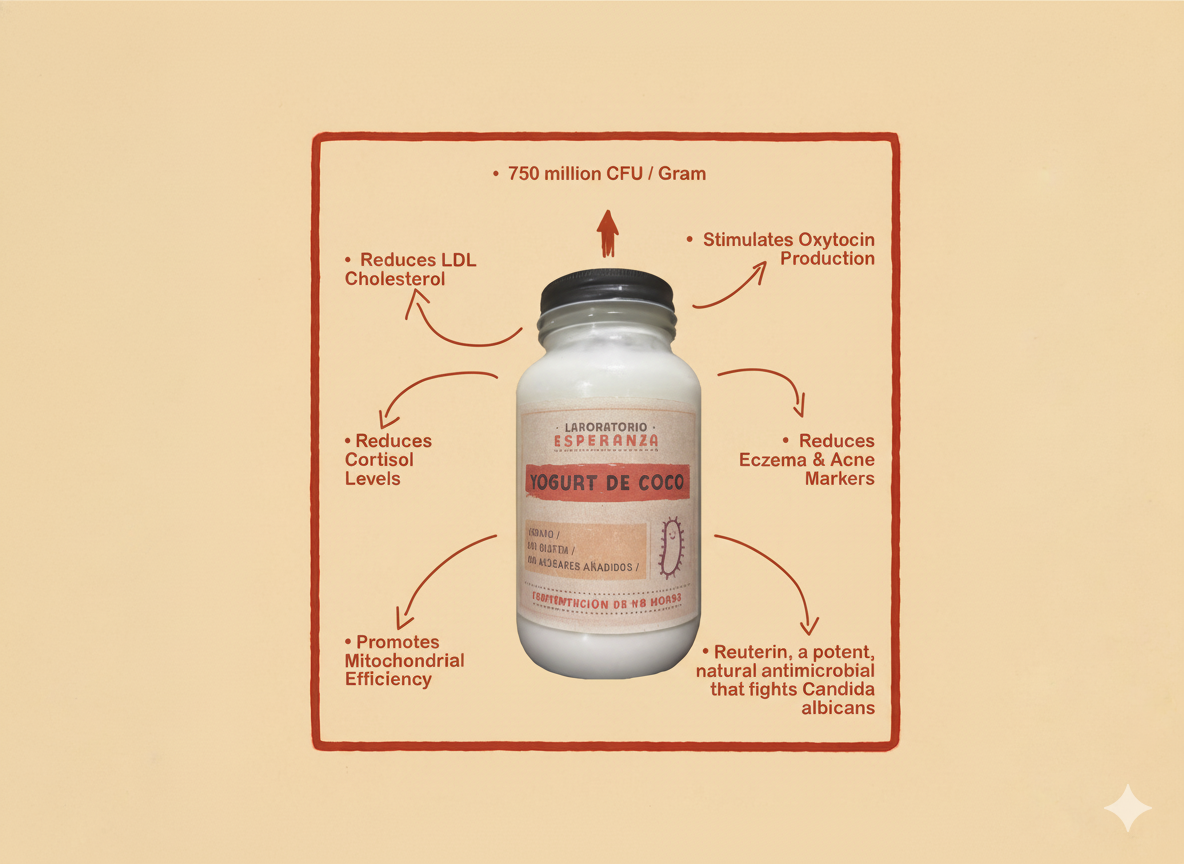 • 750 million CFU / Gram
• Stimulates Oxytocin
Production
• Reduces LDL
Cholesterol
• Reduces
Cortisol
Levels
• Reduces
Eczema & Acne
Markers
· LABORATORIO ·
ESPERANZA
YOGURT DE COCO
AÑADIDOS /
• Promotes
Mitochondrial
Efficiency
• Reuterin, a potent,
natural antimicrobial
that fights Candida
albicans